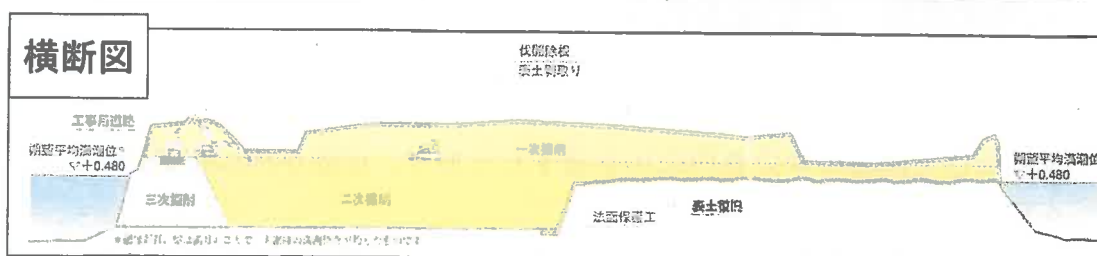 横断図
伐開除根
表土剥取り
工事用道路
朔望平均満潮位
▽+0.480
一次掘削
朔望平均満潮位
▽+0.480
三次掘削
二次掘削
法面保護工
表土復旧